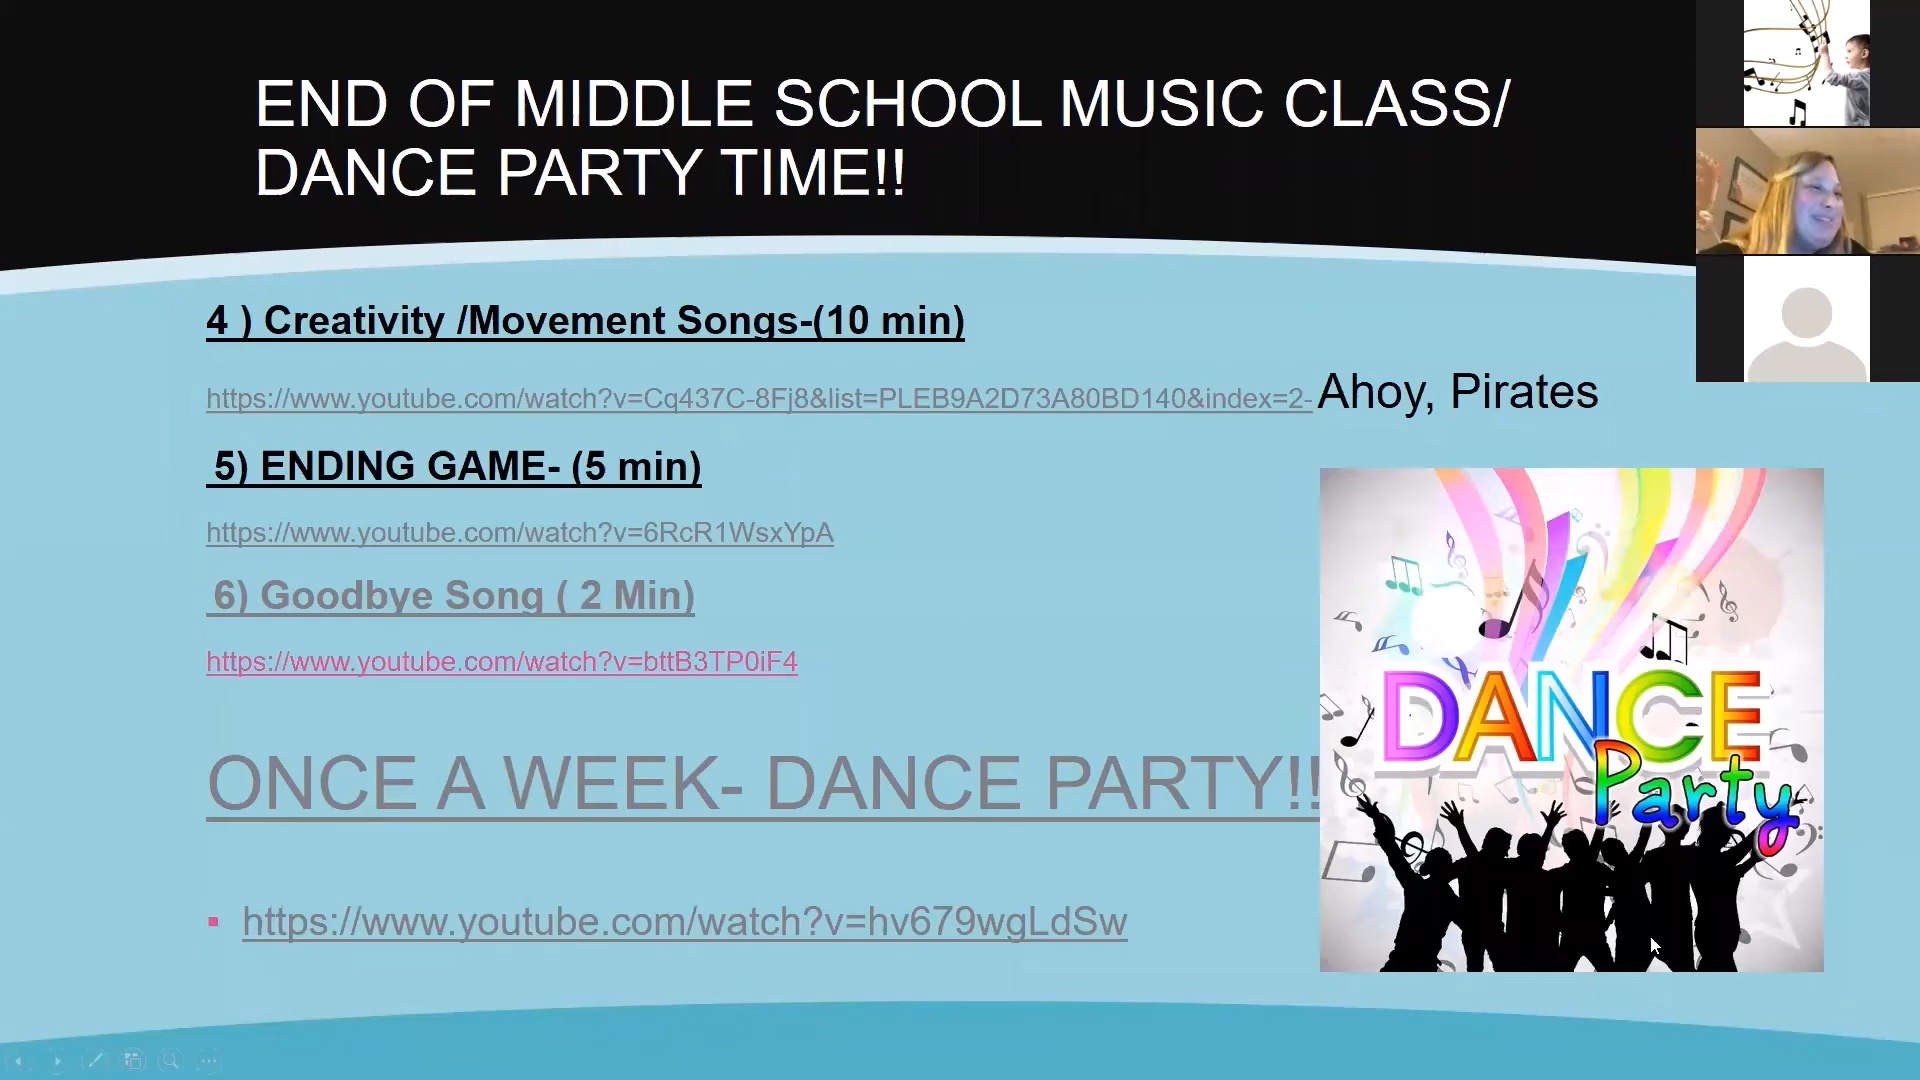 END OF MIDDLE SCHOOL MUSIC CLASS/
DANCE PARTY TIME!!
4 ) Creativity /Movement Songs-(10 min)
https://www.youtube.com/watch?v=Cq437C-8Fj8&list=PLEB9A2D73A80BD140&index=2- Ahoy, Pirates
5) ENDING GAME- (5 min)
https://www.youtube.com/watch?v=6RcR1WsxYpA
6) Goodbye Song ( 2 Min)
https://www.youtube.com/watch?v=bttB3TP0iF4
ONCE A WEEK- DANCE PARTY!!
https://www.youtube.com/watch?v=hv679wgLdSw
DANCE
Party